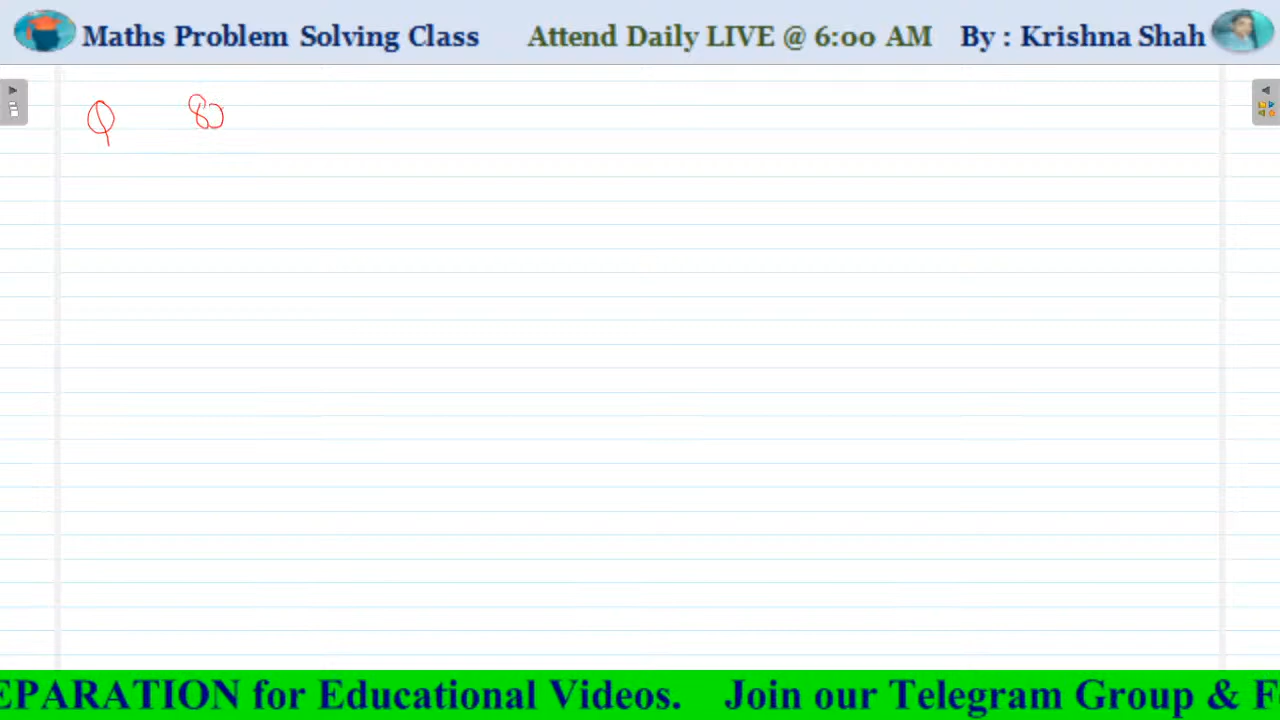 Maths Problem Solving Class Attend Daily LIVE @ 6:00 AM By : Krishna Shah
Q 80
EPARATION for Educational Videos. Join our Telegram Group & F